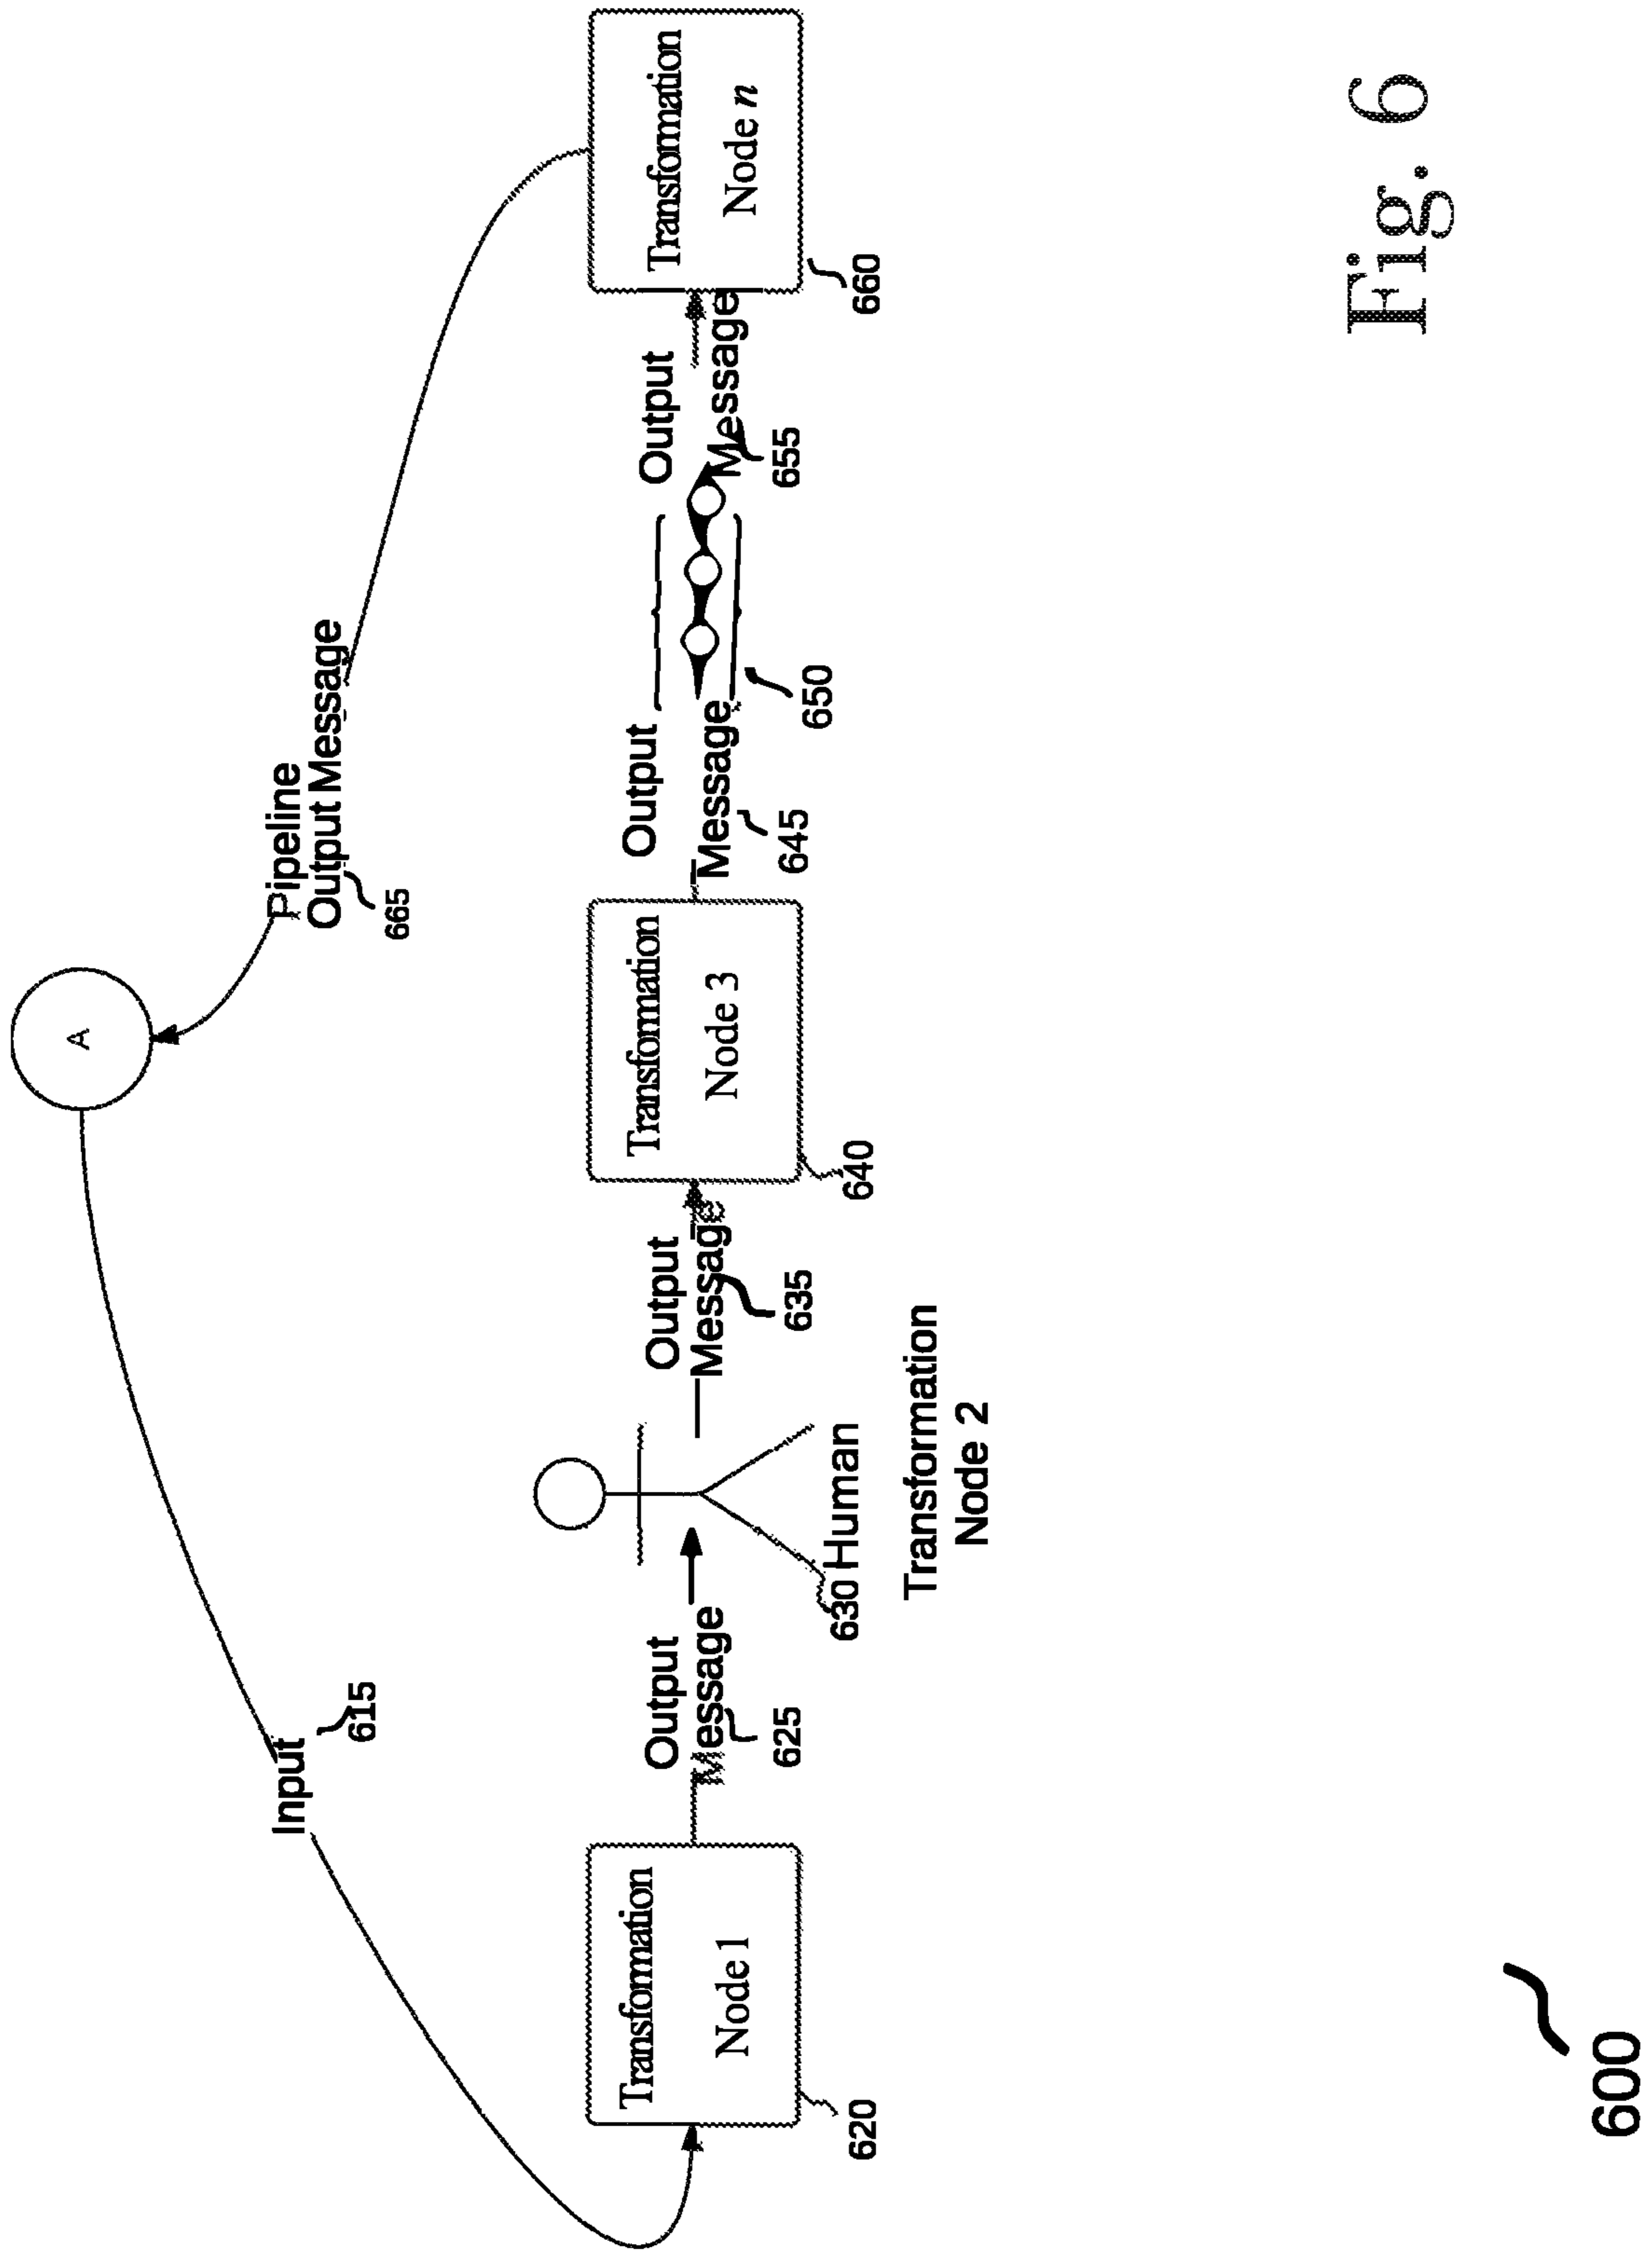 A
Input
615
Pipeline
Output Message
665
Transformation
Node 1
620
Output
Message
625
630 Human
Transformation
Node 2
Output
Message
635
Transformation
Node 3
640
Output
Message
645
650
Output
Message
655
Transformation
Node n
660
600
Fig. 6